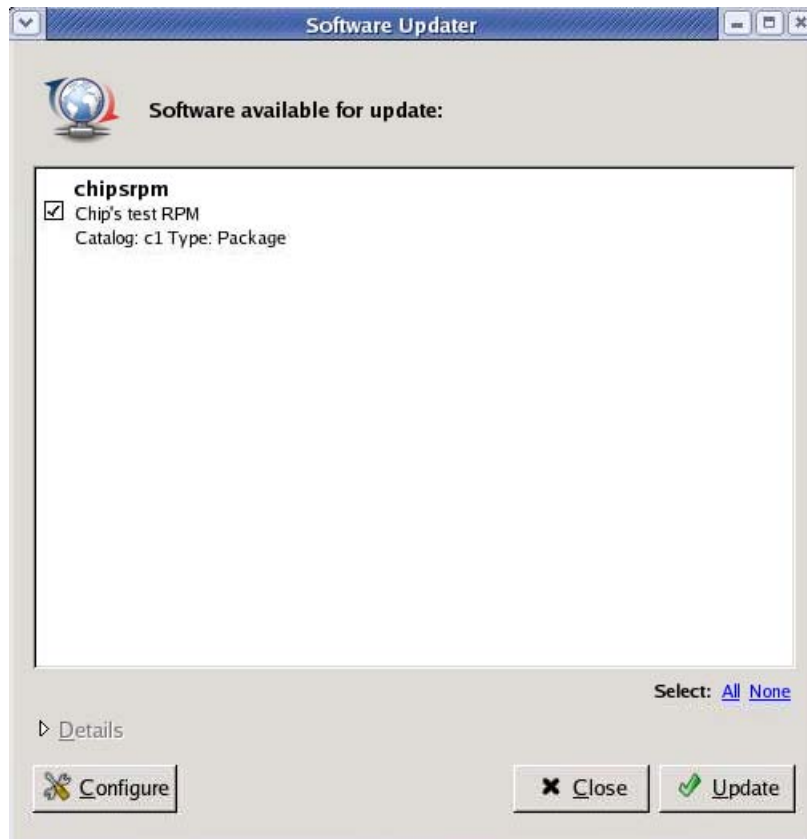 Software Updater
Software available for update:
chipsrpm
Chip's test RPM
Catalog: c1 Type: Package
Select: All None
Details
Configure
Close
Update